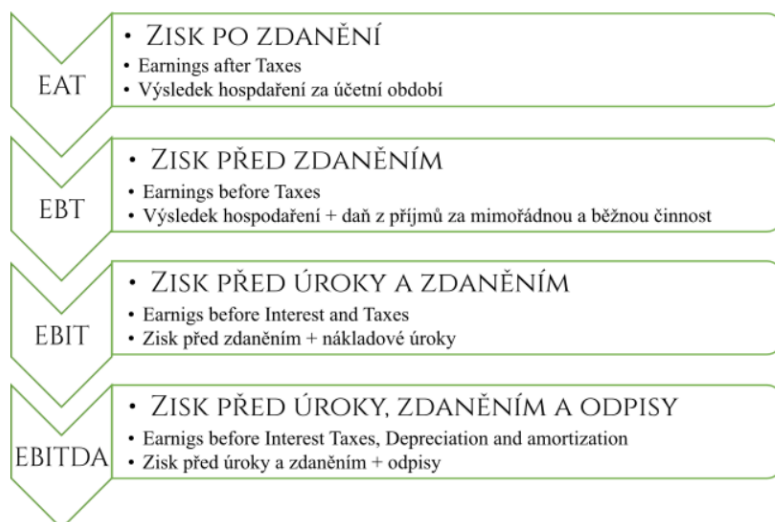 EAT
• Zisk po zdanění
• Earnings after Taxes
• Výsledek hospdaření za účetní období
EBT
• Zisk před zdaněním
• Earnings before Taxes
• Výsledek hospodaření + daň z příjmů za mimořádnou a běžnou činnost
EBIT
• Zisk před úroky a zdaněním
• Earnigs before Interest and Taxes
• Zisk před zdaněním + nákladové úroky
EBITDA
• Zisk před úroky, zdaněním a odpisy
• Earnigs before Interest Taxes, Depreciation and amortization
• Zisk před úroky a zdaněním + odpisy